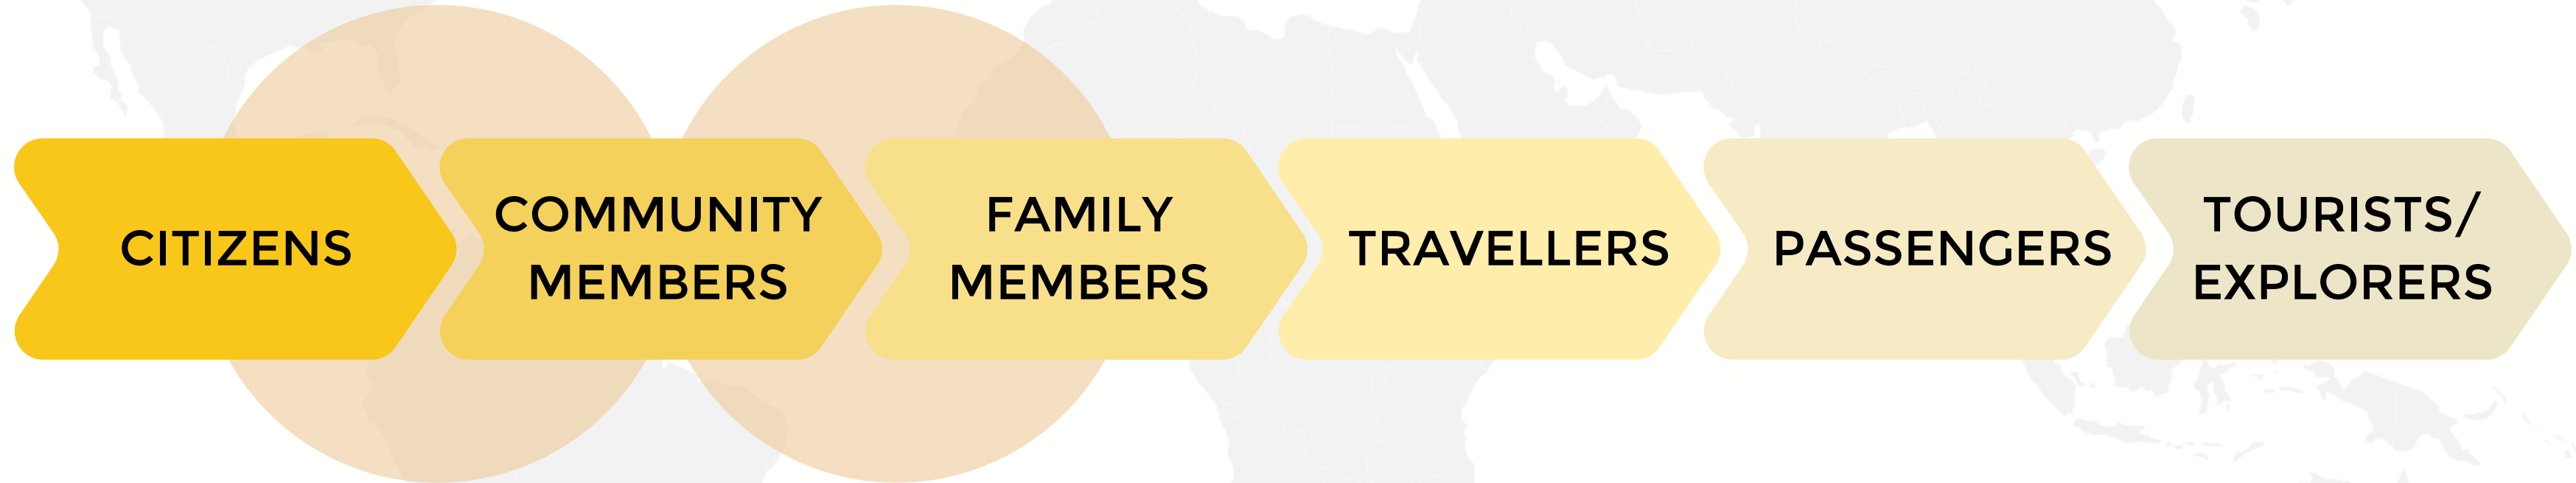 CITIZENS
COMMUNITY
MEMBERS
FAMILY
MEMBERS
TRAVELLERS
PASSENGERS
TOURISTS/
EXPLORERS